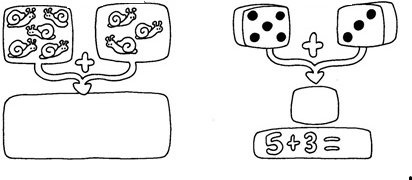 +
+
5+3=